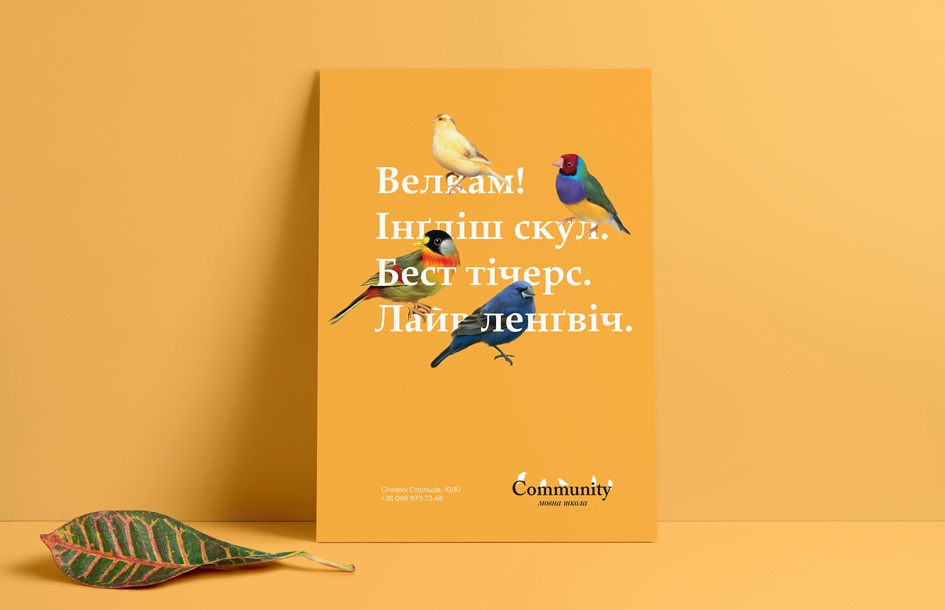 Велкам!
Інґліш скул.
Бест тічерс.
Лайв ленґвіч.
Січових Стрільців, 10/10
+38 096 973-72-66
Community
мовна школа